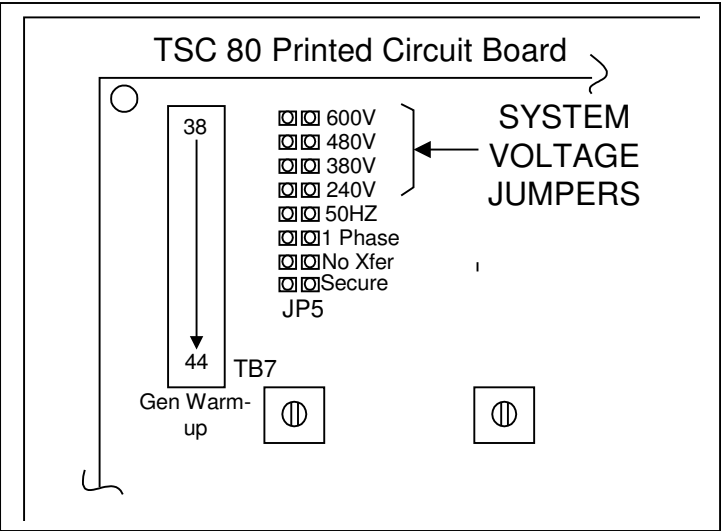 TSC 80 Printed Circuit Board
38
44
TB7
Gen Warm-
up
600V
480V
380V
240V
50HZ
1 Phase
No Xfer
Secure
JP5
SYSTEM
VOLTAGE
JUMPERS